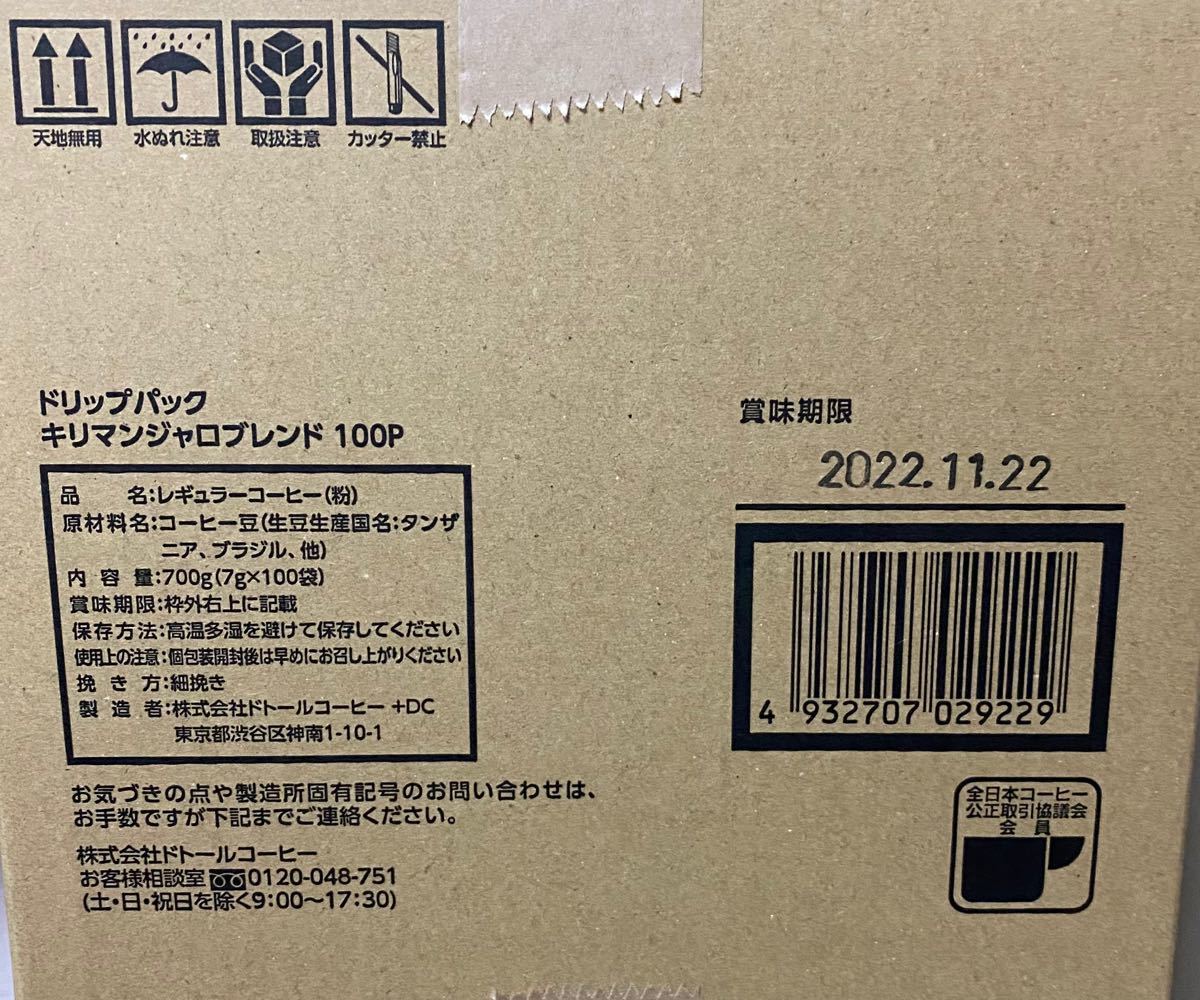 天地無用
水ぬれ注意
取扱注意
カッター禁止
ドリップパック
キリマンジャロブレンド 100P
品 名:レギュラーコーヒー(粉)
原材料名:コーヒー豆(生豆生産国名:タンザ
ニア、ブラジル、他)
内 容 量:700g(7g×100袋)
賞味期限:枠外右上に記載
保存方法:高温多湿を避けて保存してください
使用上の注意:個包装開封後は早めにお召し上がりください
挽 き 方:細挽き
製 造 者:株式会社ドトールコーヒー +DC
東京都渋谷区神南1-10-1
お気づきの点や製造所固有記号のお問い合わせは、
お手数ですが下記までご連絡ください。
株式会社ドトールコーヒー
お客様相談室 0120-048-751
(土・日・祝日を除く9:00〜17:30)
賞味期限
2022.11.22
4 932707 029229
全日本コーヒー
公正取引協議会
会 員